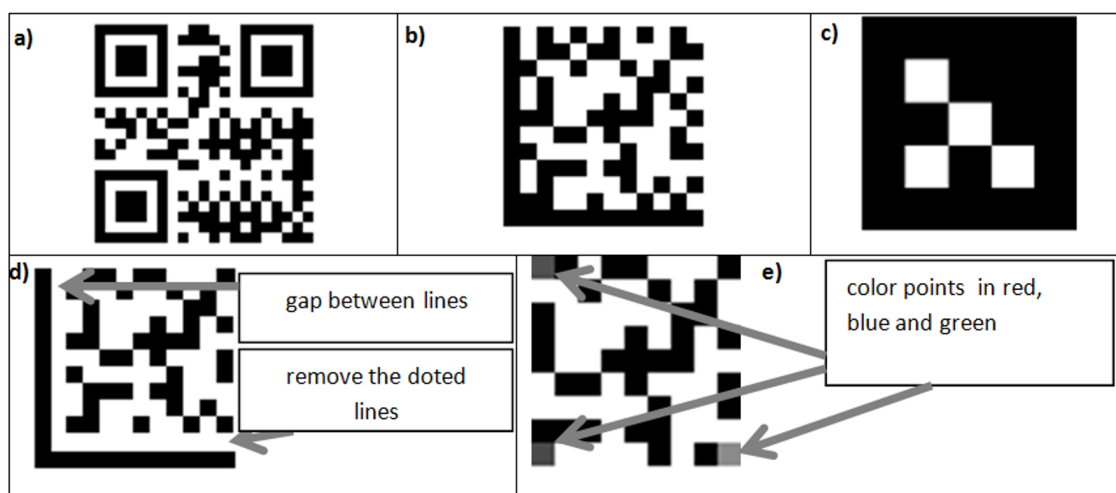 a)
b)
c)
d)
gap between lines
remove the doted
lines
e)
color points in red,
blue and green